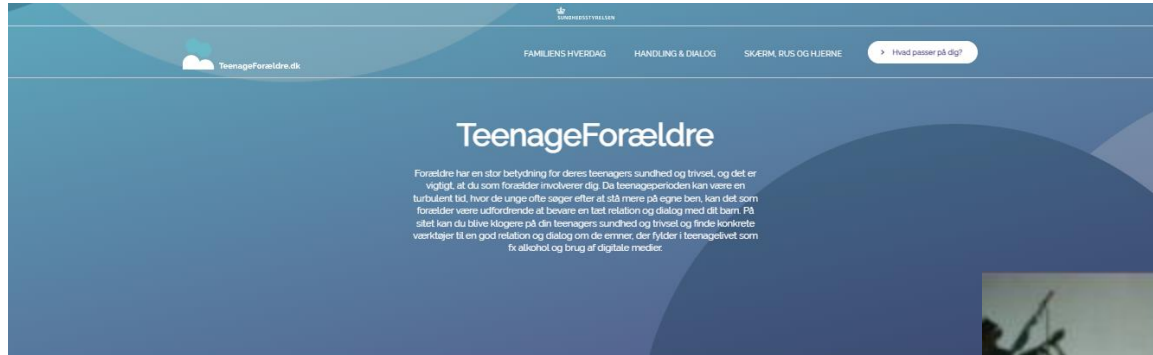 SUNDHEDSSTYRELSEN
TeenageForældre.dk
FAMILIENS HVERDAG
HANDLING & DIALOG
SKÆRM, RUS OG HJERNE
> Hvad passer på dig?
TeenageForældre
Forældre har en stor betydning for deres teenagers sundhed og trivsel, og det er
vigtigt, at du som forælder involverer dig. Da teenageperioden kan være en
turbulent tid, hvor de unge ofte søger efter at stå mere på egne ben, kan det som
forælder være udfordrende at bevare en tæt relation og dialog med dit barn. På
sitet kan du blive klogere på din teenagers sundhed og trivsel og finde konkrete
værktøjer til en god relation og dialog om de emner, der fylder i teenagelivet som
fx alkohol og brug af digitale medier.